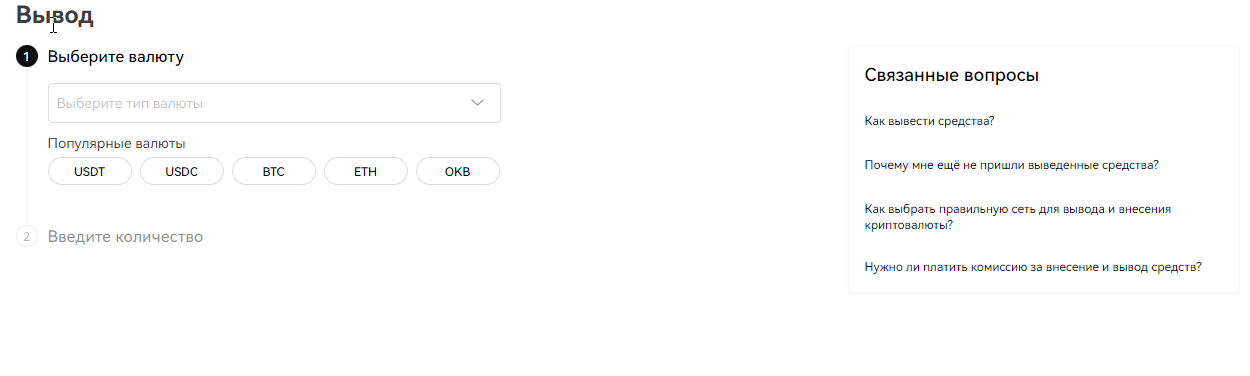 Вывод
1 Выберите валюту
Выберите тип валюты
Популярные валюты
USDT USDC BTC ETH OKB
2 Введите количество
Связанные вопросы
Как вывести средства?
Почему мне ещё не пришли выведенные средства?
Как выбрать правильную сеть для вывода и внесения
криптовалюты?
Нужно ли платить комиссию за внесение и вывод средств?